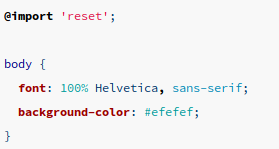 @import 'reset';

body {
  font: 100% Helvetica, sans-serif;
  background-color: #efefef;
}